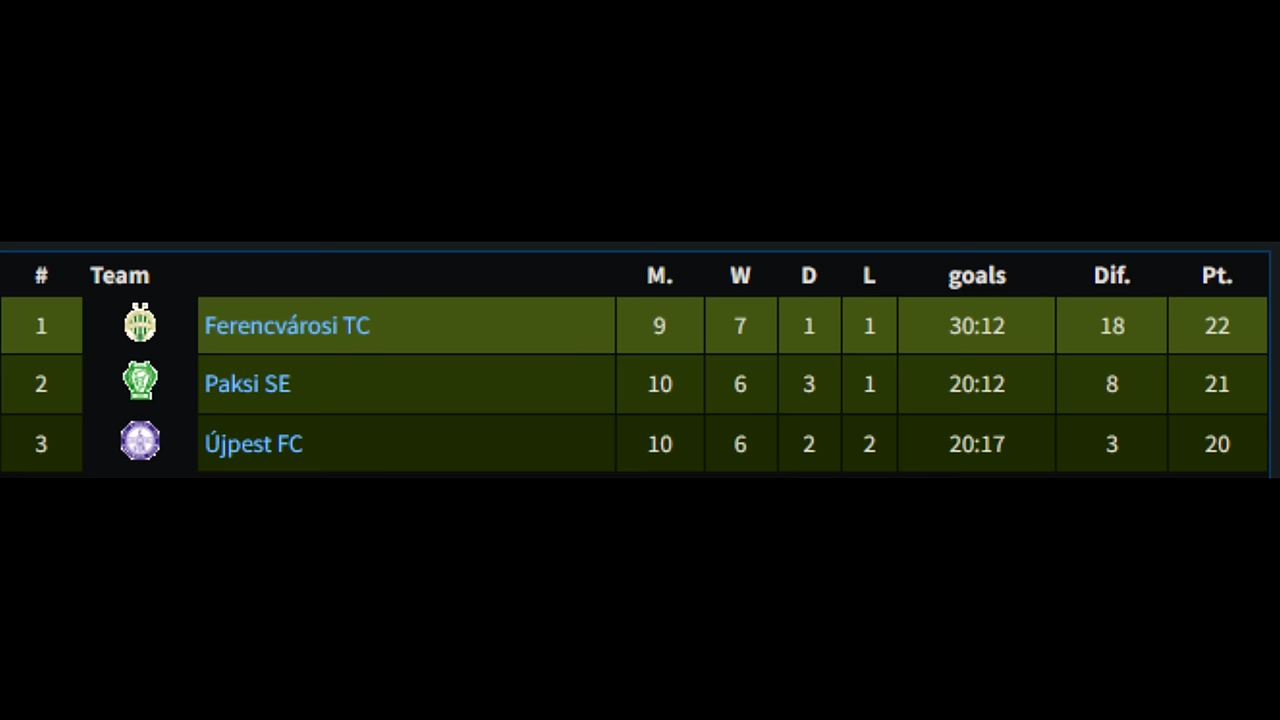 # Team M. W D L goals Dif. Pt.
1 Ferencvárosi TC 9 7 1 1 30:12 18 22
2 Paksi SE 10 6 3 1 20:12 8 21
3 Újpest FC 10 6 2 2 20:17 3 20